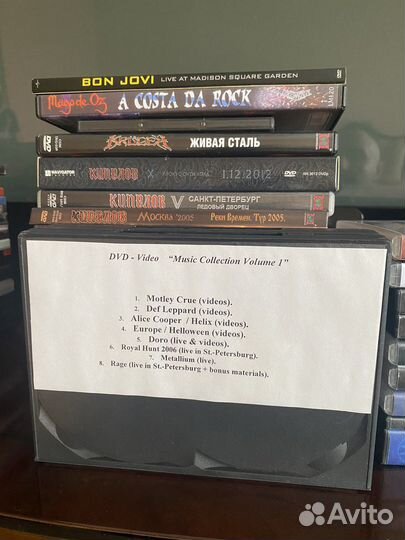 BON JOVI LIVE AT MADISON SQUARE GARDEN
Mägo de Oz A COSTA DA ROCK
КРЮГЕР ЖИВАЯ СТАЛЬ
NAVIGATOR КИПЕЛОВ X 1.12.2012 DVD
КИПЕЛОВ V САНКТ-ПЕТЕРБУРГ
ЛЕДОВЫЙ ДВОРЕЦ
КИПЕЛОВ МОСКВА '2005 Реки Времен. Тур 2005.
DVD - Video "Music Collection Volume 1"
1. Motley Crue (videos).
2. Def Leppard (videos).
3. Alice Cooper / Helix (videos).
4. Europe / Helloween (videos).
5. Doro (live & videos).
6. Royal Hunt 2006 (live in St.-Petersburg).
7. Metallium (live).
8. Rage (live in St.-Petersburg + bonus materials).
Avito